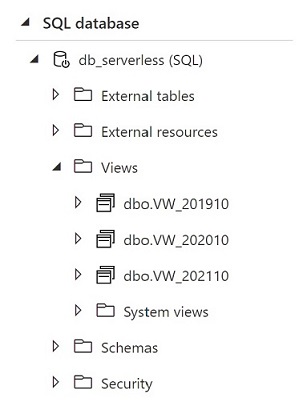 SQL database
db_serverless (SQL)
External tables
External resources
Views
dbo.VW_201910
dbo.VW_202010
dbo.VW_202110
System views
Schemas
Security